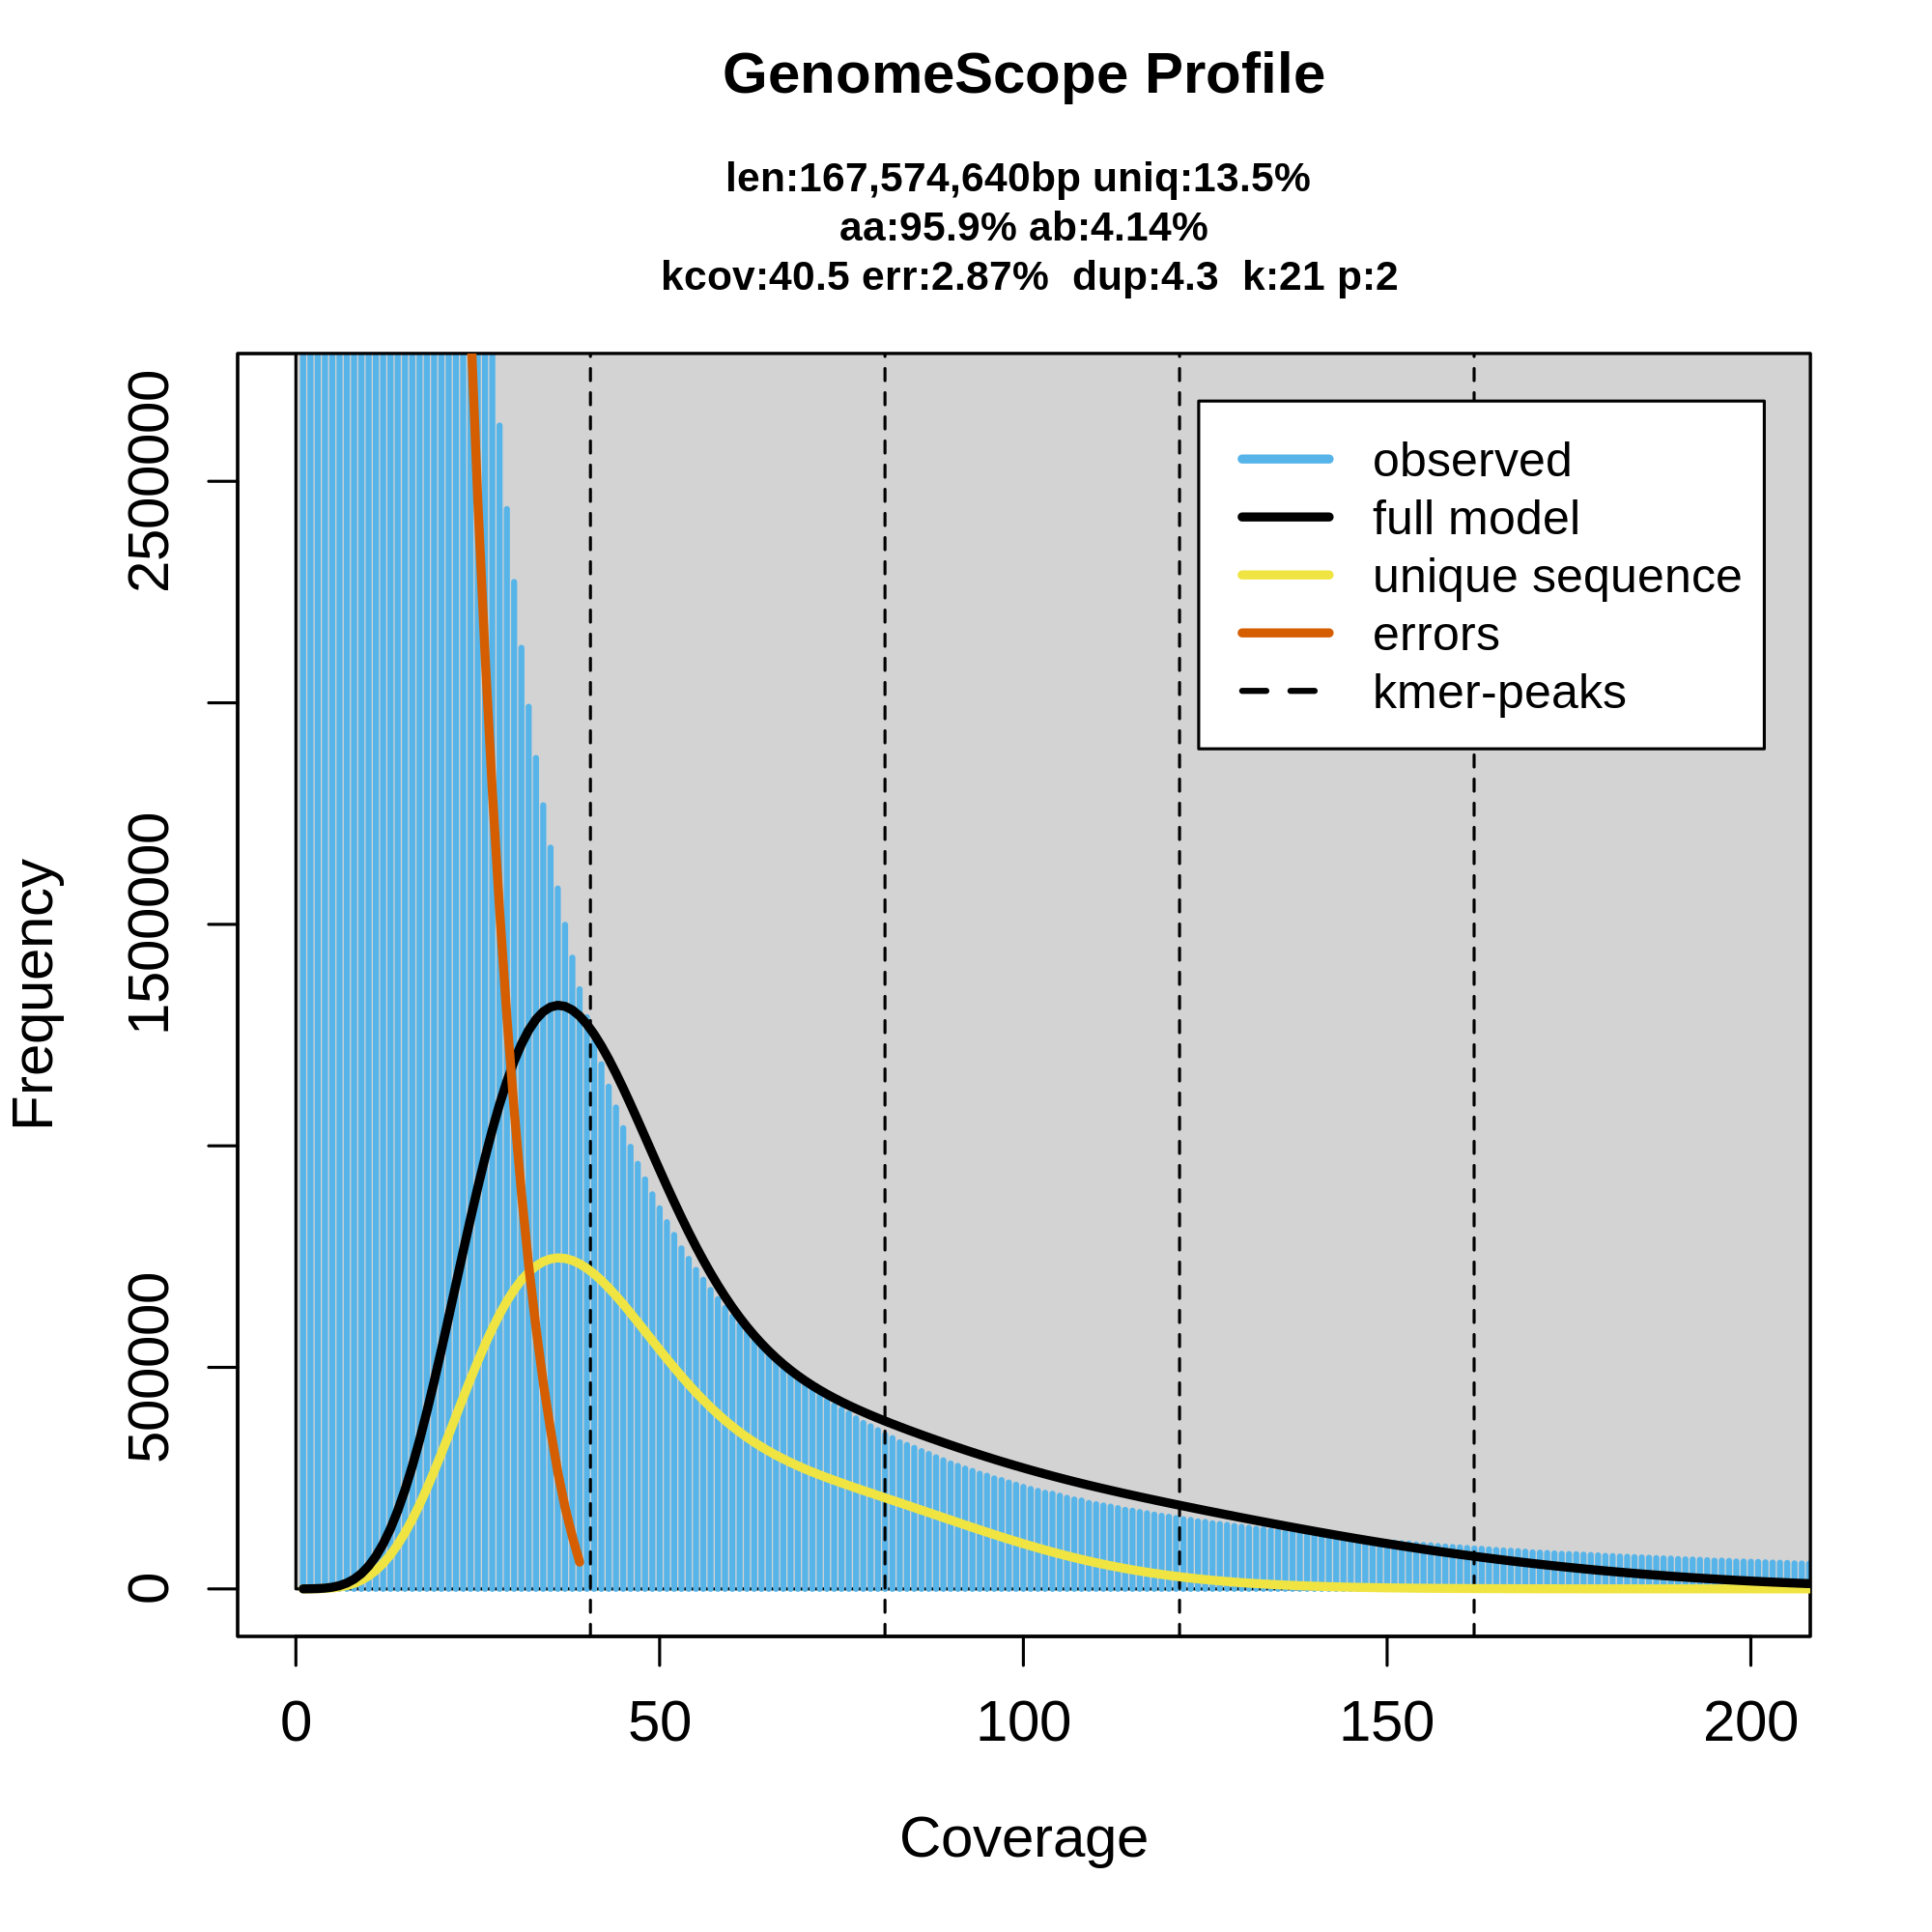 GenomeScope Profile
len:167,574,640bp uniq:13.5%
aa:95.9% ab:4.14%
kcov:40.5 err:2.87% dup:4.3 k:21 p:2
observed
full model
unique sequence
errors
kmer-peaks
Frequency
2500000
1500000
500000
0
0 50 100 150 200
Coverage